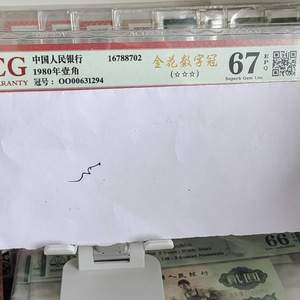 CG 中国人民银行 16788702 金花数字冠 67 EPQ
RANTY 1980年壹角 (☆☆☆) Superb Gem Unc
冠号: OO00631294
66